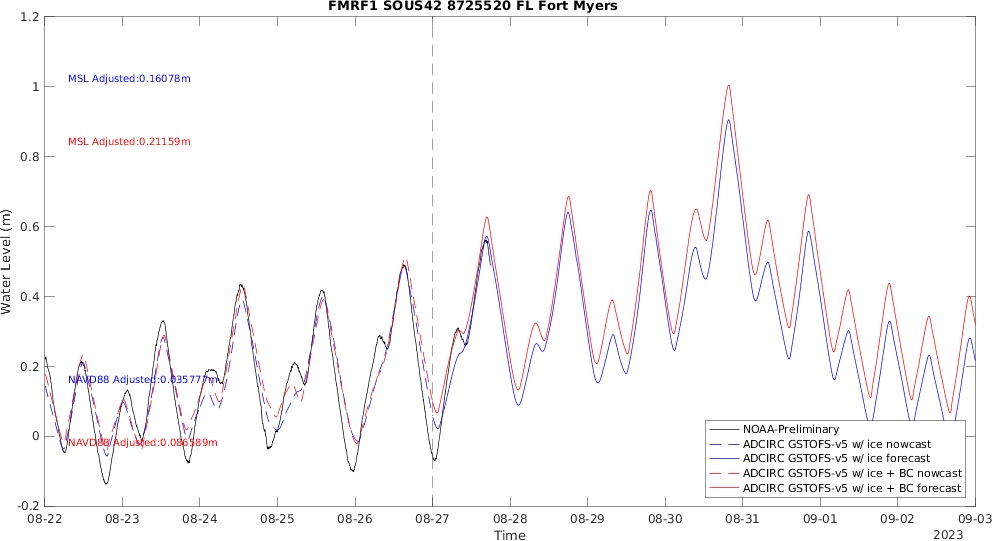 FMRF1 SOUS42 8725520 FL Fort Myers
1.2
1
0.8
0.6
0.4
0.2
0
-0.2
Water Level (m)
MSL Adjusted:0.16078m
MSL Adjusted:0.21159m
NAVD88 Adjusted:0.035777m
NAVD88 Adjusted:0.086589m
NOAA-Preliminary
ADCIRC GSTOFS-v5 w/ ice nowcast
ADCIRC GSTOFS-v5 w/ ice forecast
ADCIRC GSTOFS-v5 w/ ice + BC nowcast
ADCIRC GSTOFS-v5 w/ ice + BC forecast
08-22 08-23 08-24 08-25 08-26 08-27 08-28 08-29 08-30 08-31 09-01 09-02 09-03
Time
2023